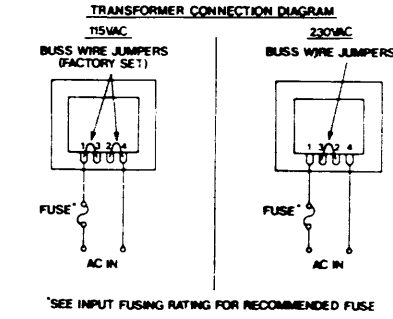 TRANSFORMER CONNECTION DIAGRAM
115VAC
BUSS WIRE JUMPERS
(FACTORY SET)
1 3 2 4
FUSE*
AC IN
230VAC
BUSS WIRE JUMPERS
1 3 2 4
FUSE*
AC IN
*SEE INPUT FUSING RATING FOR RECOMMENDED FUSE